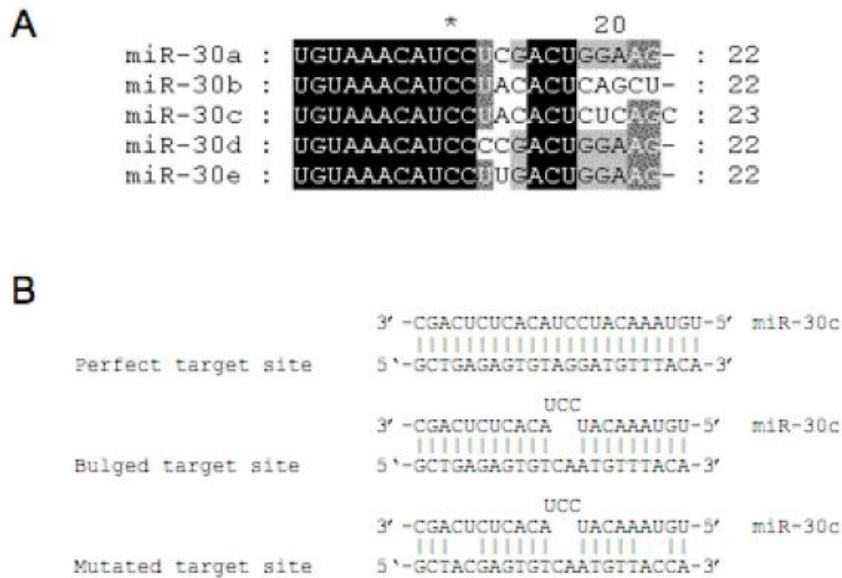 A
* 20
miR-30a : UGUAAACAUCCUCGACUGGAAG- : 22
miR-30b : UGUAAACAUCCUACACUCAGCU- : 22
miR-30c : UGUAAACAUCCUACACUCUCAGC : 23
miR-30d : UGUAAACAUCCCCGACUGGAAG- : 22
miR-30e : UGUAAACAUCCUUGACUGGAAG- : 22
B
3’ -CGACUCUCACAUCCUACAAAUGU-5’ miR-30c
Perfect target site 5‘-GCTGAGAGTGTAGGATGTTTACA-3’
UCC
3’ -CGACUCUCACA UACAAAUGU-5’ miR-30c
Bulged target site 5‘-GCTGAGAGTGTCAATGTTTACA-3’
UCC
3’ -CGACUCUCACA UACAAAUGU-5’ miR-30c
Mutated target site 5‘-GCTACGAGTGTCAATGTTACCA-3’